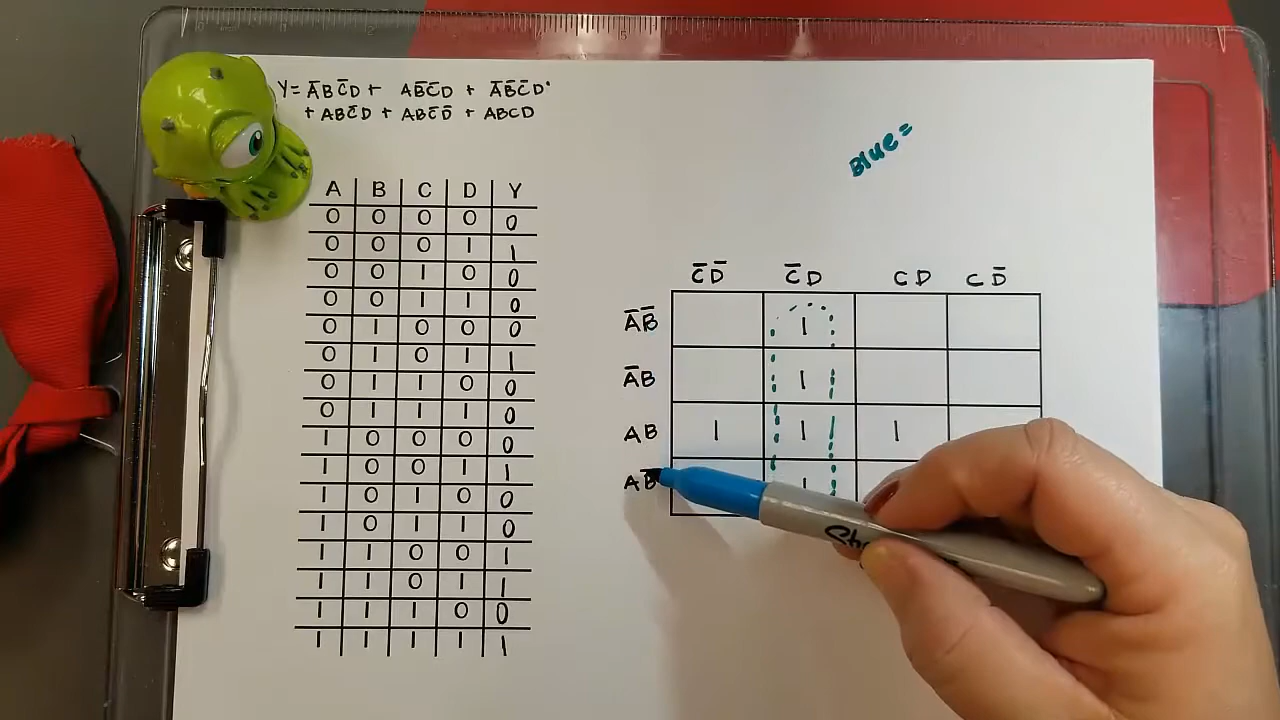 Y = A̅BC̅D + AB̅C̅D + A̅B̅C̅D
+ ABC̅D + ABC̅D̅ + ABCD
Blue =
A B C D Y
0 0 0 0 0
0 0 0 1 1
0 0 1 0 0
0 0 1 1 0
0 1 0 0 0
0 1 0 1 1
0 1 1 0 0
0 1 1 1 0
1 0 0 0 0
1 0 0 1 1
1 0 1 0 0
1 0 1 1 0
1 1 0 0 1
1 1 0 1 1
1 1 1 0 0
1 1 1 1 1
C̅D̅ C̅D CD CD̅
A̅B̅ 1
A̅B 1
AB 1 1 1
AB̅ 1